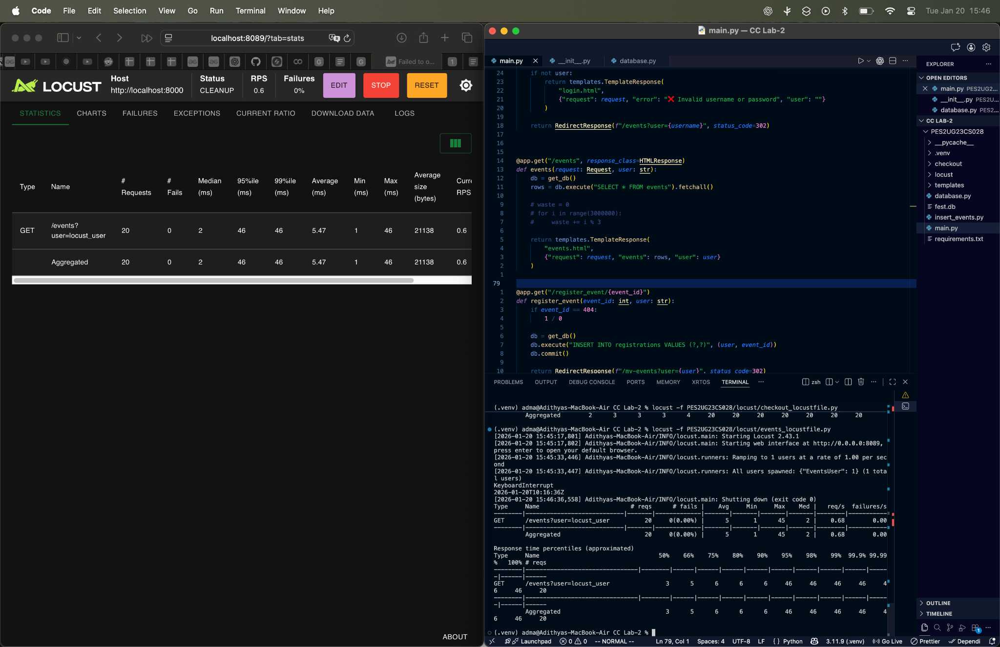 Code File Edit Selection View Go Run Terminal Window Help
Tue Jan 20 15:46
localhost:8089/?tab=stats
Failed to o...
1
LOCUST
Host
http://localhost:8000
Status
CLEANUP
RPS
0.6
Failures
0%
EDIT
STOP
RESET
STATISTICS CHARTS FAILURES EXCEPTIONS CURRENT RATIO DOWNLOAD DATA LOGS
Type Name # Requests # Fails Median (ms) 95%ile (ms) 99%ile (ms) Average (ms) Min (ms) Max (ms) Average size (bytes) Curre RPS
GET /events?user=locust_user 20 0 2 46 46 5.47 1 46 21138 0.6
Aggregated 20 0 2 46 46 5.47 1 46 21138 0.6
ABOUT
main.py — CC Lab-2
main.py __init__.py database.py
24 if not user:
23 return templates.TemplateResponse(
22 "login.html",
21 {"request": request, "error": "❌ Invalid username or password", "user": ""}
20 )
19
18 return RedirectResponse(f"/events?user={username}", status_code=302)
17
16
15
14 @app.get("/events", response_class=HTMLResponse)
13 def events(request: Request, user: str):
12 db = get_db()
11 rows = db.execute("SELECT * FROM events").fetchall()
10
9 # waste = 0
8 # for i in range(3000000):
7 # waste += i % 3
6
5 return templates.TemplateResponse(
4 "events.html",
3 {"request": request, "events": rows, "user": user}
2 )
1
79
1 @app.get("/register_event/{event_id}")
2 def register_event(event_id: int, user: str):
3 if event_id == 404:
4 1 / 0
5
6 db = get_db()
7 db.execute("INSERT INTO registrations VALUES (?,?)", (user, event_id))
8 db.commit()
9
10 return RedirectResponse(f"/my-events?user={user}", status_code=302)
PROBLEMS OUTPUT DEBUG CONSOLE PORTS MEMORY XRTOS TERMINAL ... zsh
(.venv) adma@Adithyas-MacBook-Air CC Lab-2 % locust -f PES2UG23CS028/locust/checkout_locustfile.py
Aggregated 2 3 3 3 4 20 20 20 20 20 20 20
(.venv) adma@Adithyas-MacBook-Air CC Lab-2 % locust -f PES2UG23CS028/locust/events_locustfile.py
[2026-01-20 15:45:17,801] Adithyas-MacBook-Air/INFO/locust.main: Starting Locust 2.43.1
[2026-01-20 15:45:17,802] Adithyas-MacBook-Air/INFO/locust.main: Starting web interface at http://0.0.0.0:8089,
press enter to open your default browser.
[2026-01-20 15:45:33,446] Adithyas-MacBook-Air/INFO/locust.runners: Ramping to 1 users at a rate of 1.00 per sec
ond
[2026-01-20 15:45:33,447] Adithyas-MacBook-Air/INFO/locust.runners: All users spawned: {"EventsUser": 1} (1 tota
l users)
KeyboardInterrupt
2026-01-20T10:16:36Z
[2026-01-20 15:46:36,558] Adithyas-MacBook-Air/INFO/locust.main: Shutting down (exit code 0)
Type Name # reqs # fails | Avg Min Max Med | req/s failures/s
--------|----------------------------|-------|-------------|-------|-------|-------|-------|--------|-----------
GET /events?user=locust_user 20 0(0.00%) | 5 1 45 2 | 0.68 0.00
--------|----------------------------|-------|-------------|-------|-------|-------|-------|--------|-----------
Aggregated 20 0(0.00%) | 5 1 45 2 | 0.68 0.00
Response time percentiles (approximated)
Type Name 50% 66% 75% 80% 90% 95% 98% 99% 99.9% 99.99
% 100% # reqs
--------|--------------------------------|--------|------|------|------|------|------|------|------|------|-----
-|------|------
GET /events?user=locust_user 3 5 6 6 6 46 46 46 46 4
6 46 20
--------|--------------------------------|--------|------|------|------|------|------|------|------|------|-----
-|------|------
Aggregated 3 5 6 6 6 46 46 46 46 4
6 46 20
(.venv) adma@Adithyas-MacBook-Air CC Lab-2 %
EXPLORER
OPEN EDITORS
main.py PES2UG2...
__init__.py PES2U...
database.py PES2...
CC LAB-2
PES2UG23CS028
__pycache__
.venv
checkout
locust
templates
database.py
fest.db
insert_events.py
main.py
requirements.txt
OUTLINE
TIMELINE
1
Launchpad 0 0 -- NORMAL -- Ln 79, Col 1 Spaces: 4 UTF-8 LF { } Python 3.11.9 (.venv) Go Live Prettier Dependi